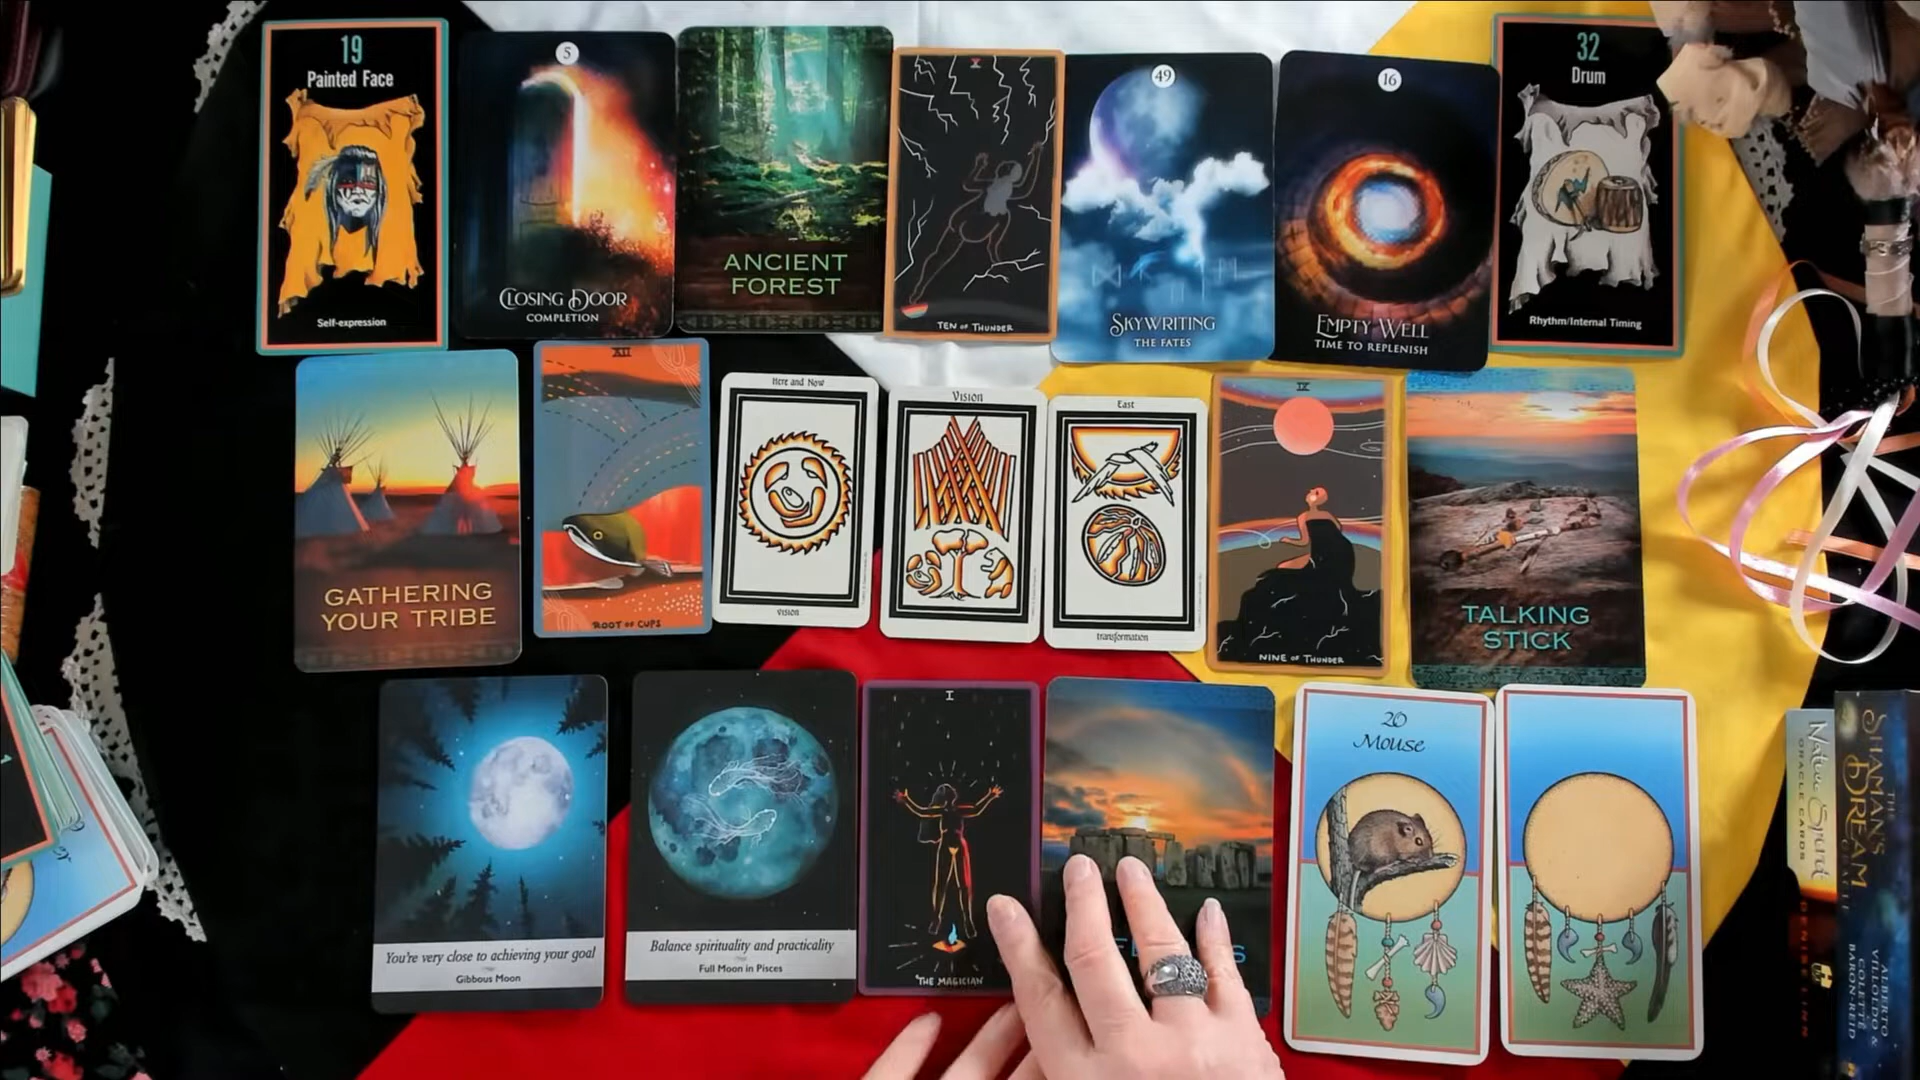 19
Painted Face
Self-expression
5
CLOSING DOOR
COMPLETION
ANCIENT
FOREST
X
TEN OF THUNDER
49
SKYWRITING
THE FATES
16
EMPTY WELL
TIME TO REPLENISH
32
Drum
Rhythm/Internal Timing
GATHERING
YOUR TRIBE
XII
ROOT OF CUPS
Here and Now
vision
Vision
East
transformation
IX
NINE OF THUNDER
TALKING
STICK
You're very close to achieving your goal
Gibbous Moon
Balance spirituality and practicality
Full Moon in Pisces
I
THE MAGICIAN
20
Mouse
Native Spirit
ORACLE CARDS
THE
SHAMAN'S
DREAM
ALBERTO
VILLOLDO &
COLETTE
BARON-REID